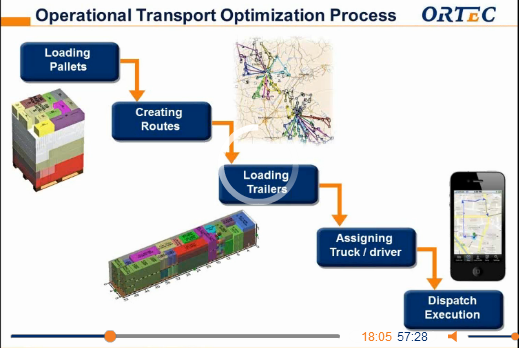 Operational Transport Optimization Process
ORTEC
Loading
Pallets
Creating
Routes
Loading
Trailers
Assigning
Truck / driver
Dispatch
Execution
18:05 57:28